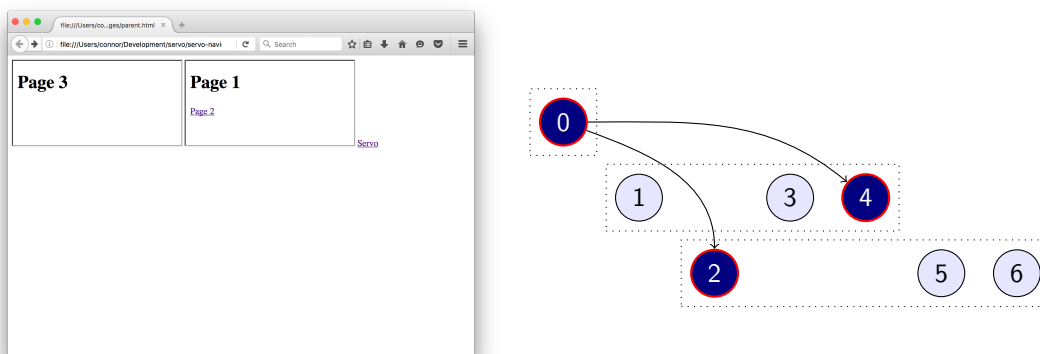 file:///Users/co...ges/parent.html × +
file:///Users/connor/Development/servo/servo-navi Search
Page 3
Page 1
Page 2
Servo
0
1 3 4
2 5 6